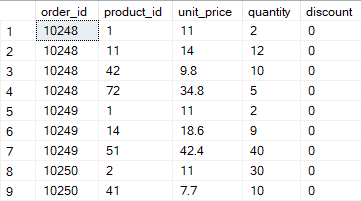 order_id product_id unit_price quantity discount
1 10248 1 11 2 0
2 10248 11 14 12 0
3 10248 42 9.8 10 0
4 10248 72 34.8 5 0
5 10249 1 11 2 0
6 10249 14 18.6 9 0
7 10249 51 42.4 40 0
8 10250 2 11 30 0
9 10250 41 7.7 10 0